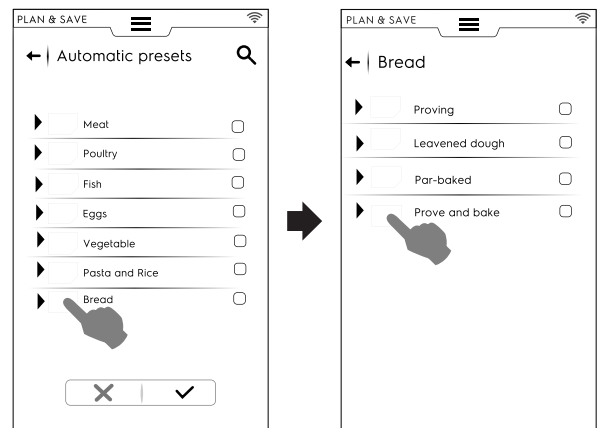 PLAN & SAVE
Automatic presets
Meat
Poultry
Fish
Eggs
Vegetable
Pasta and Rice
Bread
PLAN & SAVE
Bread
Proving
Leavened dough
Par-baked
Prove and bake